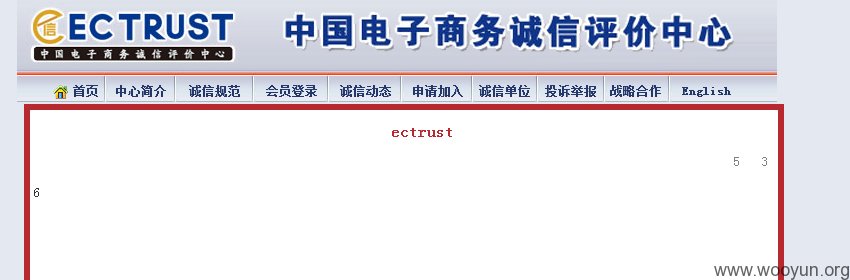 ECTRUST
中国电子商务诚信评价中心
中国电子商务诚信评价中心
首页 中心简介 诚信规范 会员登录 诚信动态 申请加入 诚信单位 投诉举报 战略合作 English
ectrust
5 3
6
www.wooyun.org